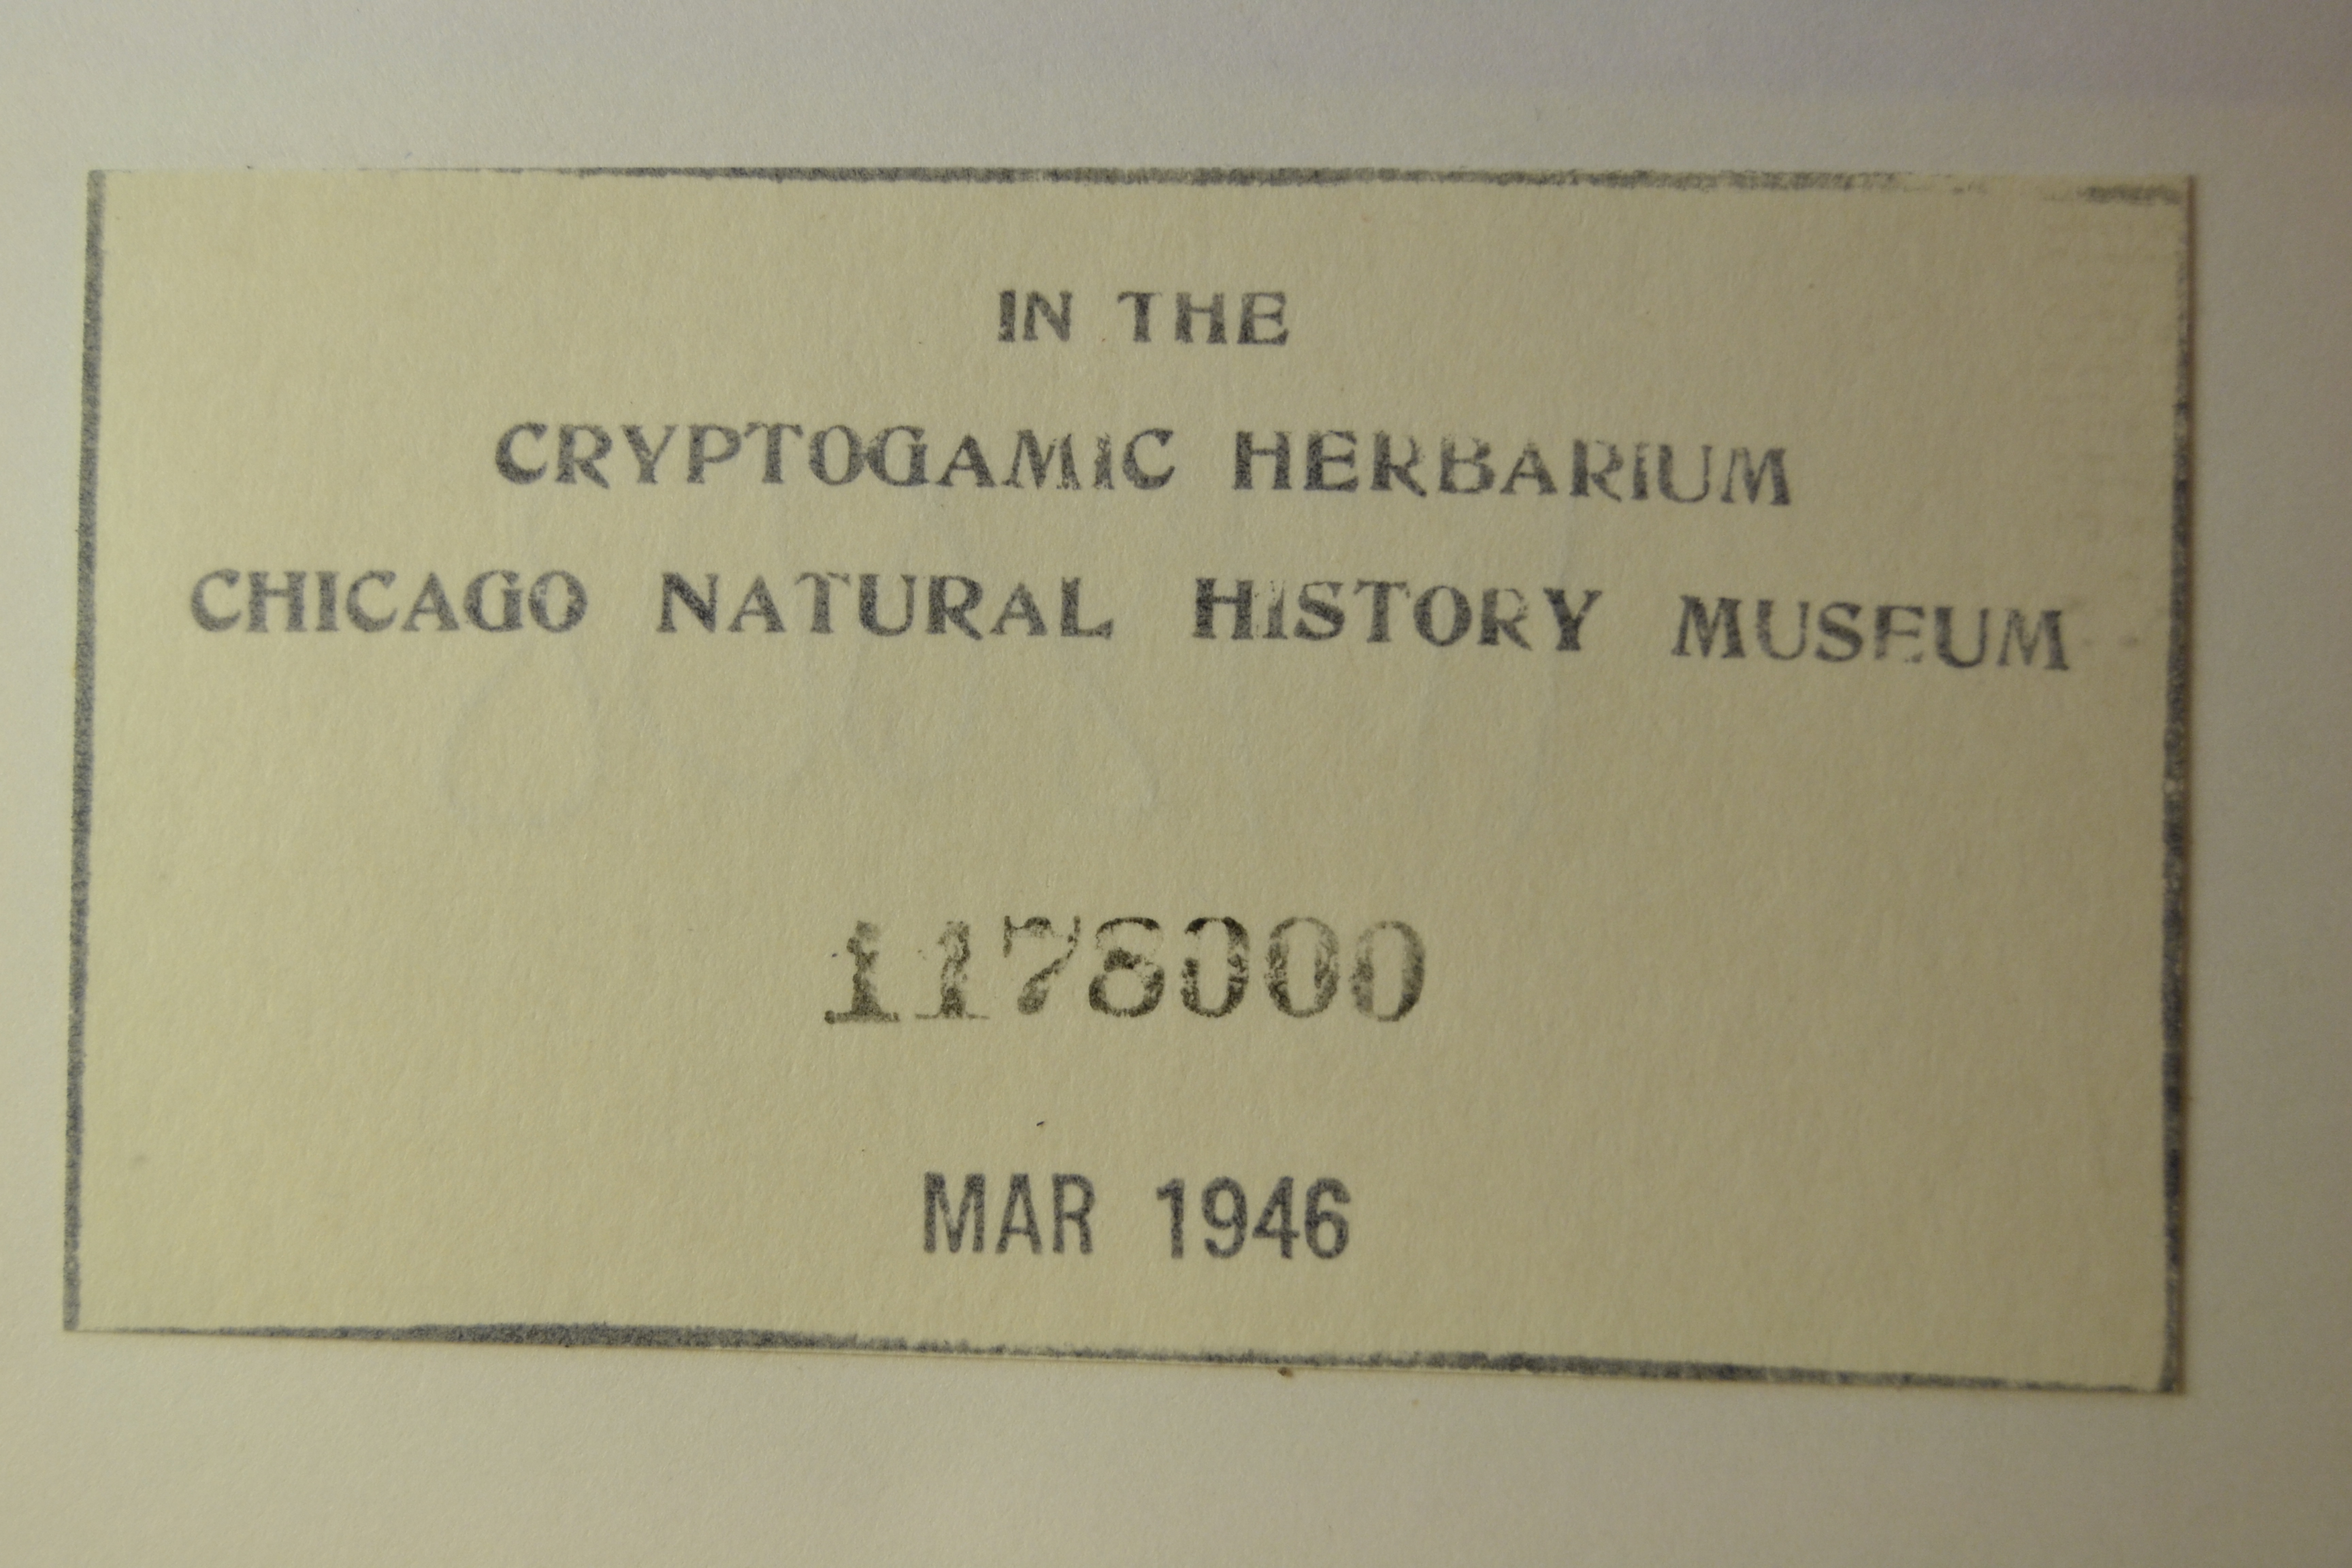 IN THE
CRYPTOGAMIC HERBARIUM
CHICAGO NATURAL HISTORY MUSEUM
1178000
MAR 1946